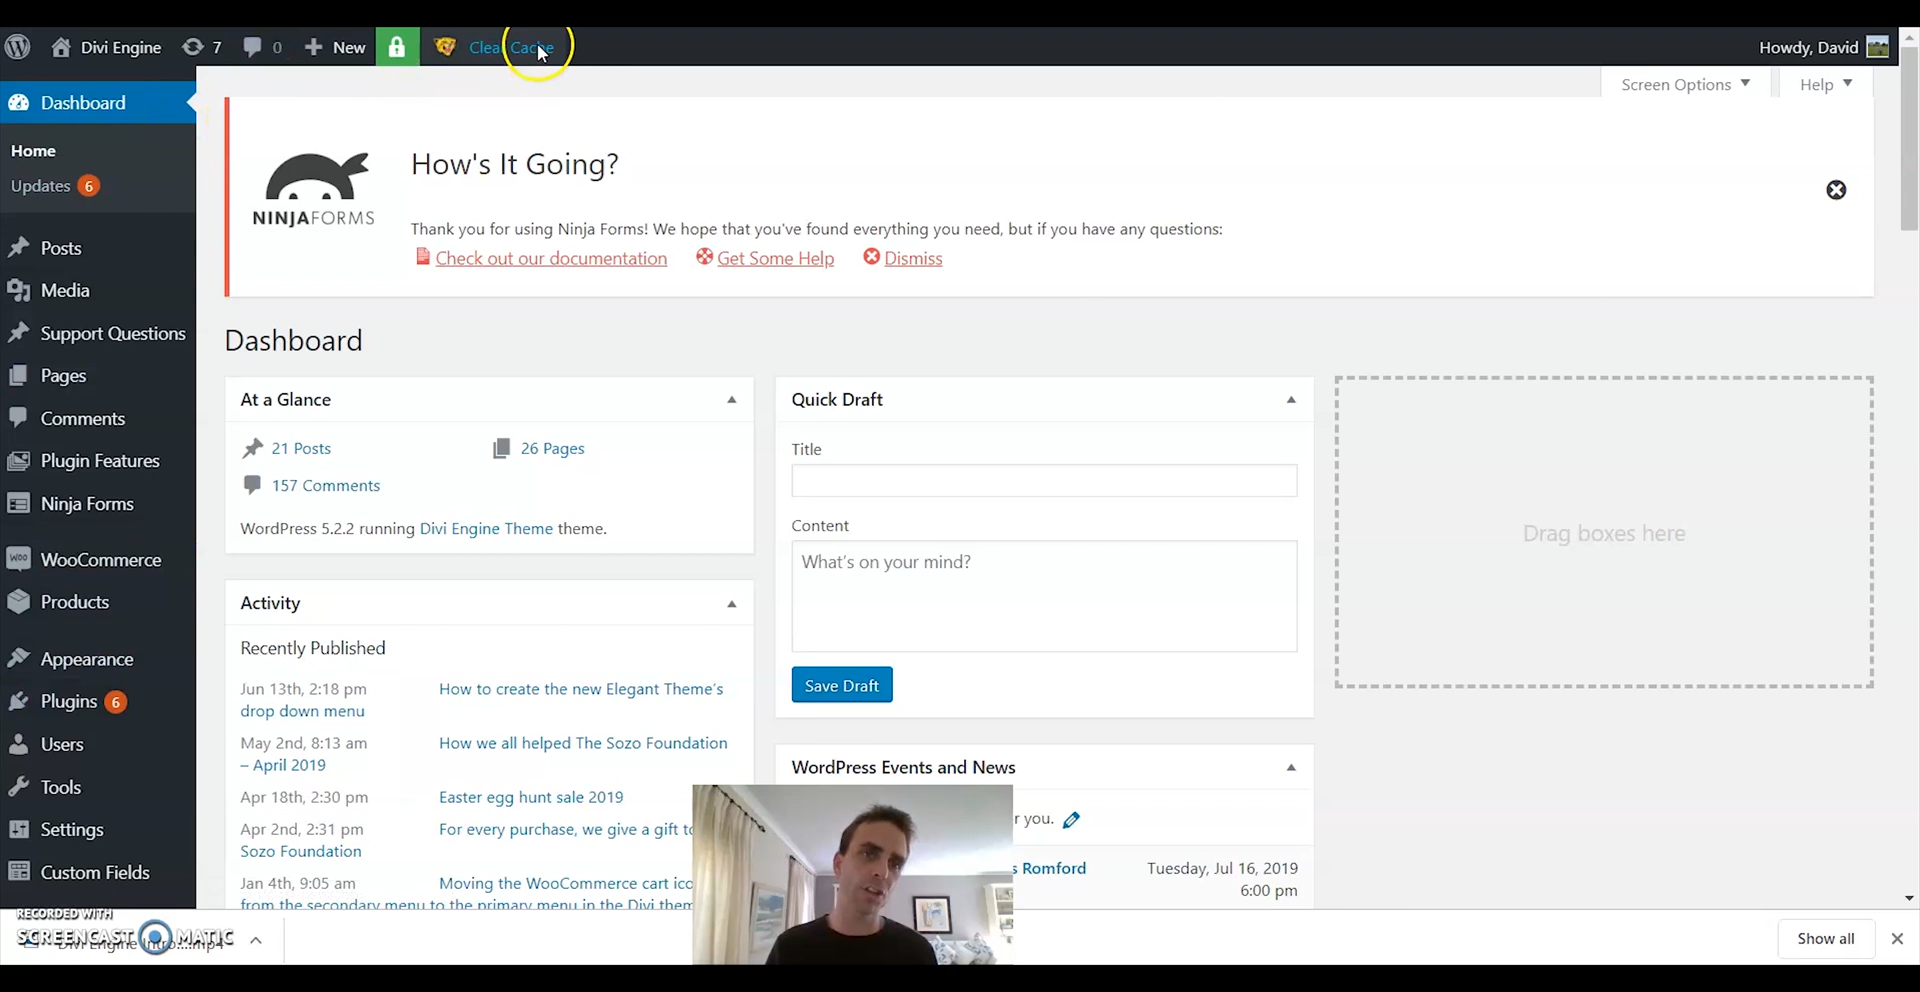 Divi Engine 7 0 New Clear Cache Howdy, David
Screen Options Help
Dashboard
Home
Updates 6
Posts
Media
Support Questions
Pages
Comments
Plugin Features
Ninja Forms
WooCommerce
Products
Appearance
Plugins 6
Users
Tools
Settings
Custom Fields
NINJAFORMS
How's It Going?
Thank you for using Ninja Forms! We hope that you've found everything you need, but if you have any questions:
Check out our documentation Get Some Help Dismiss
Dashboard
At a Glance
21 Posts 26 Pages
157 Comments
WordPress 5.2.2 running Divi Engine Theme theme.
Activity
Recently Published
Jun 13th, 2:18 pm How to create the new Elegant Theme's
drop down menu
May 2nd, 8:13 am How we all helped The Sozo Foundation
– April 2019
Apr 18th, 2:30 pm Easter egg hunt sale 2019
Apr 2nd, 2:31 pm For every purchase, we give a gift to
Sozo Foundation
Jan 4th, 9:05 am Moving the WooCommerce cart ico
from the secondary menu to the primary menu in the Divi them
Quick Draft
Title
Content
What's on your mind?
Save Draft
WordPress Events and News
r you.
s Romford Tuesday, Jul 16, 2019
6:00 pm
Drag boxes here
WOO
RECORDED WITH
SCREENCAST MATIC
Divi Engine Intro....mp4
Show all